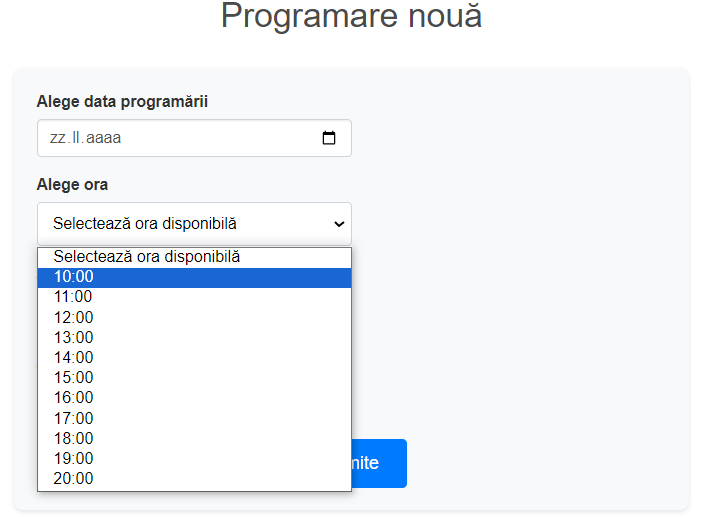 Programare nouă
Alege data programării
zz.ll.aaaa
Alege ora
Selectează ora disponibilă
Selectează ora disponibilă
10:00
11:00
12:00
13:00
14:00
15:00
16:00
17:00
18:00
19:00
20:00